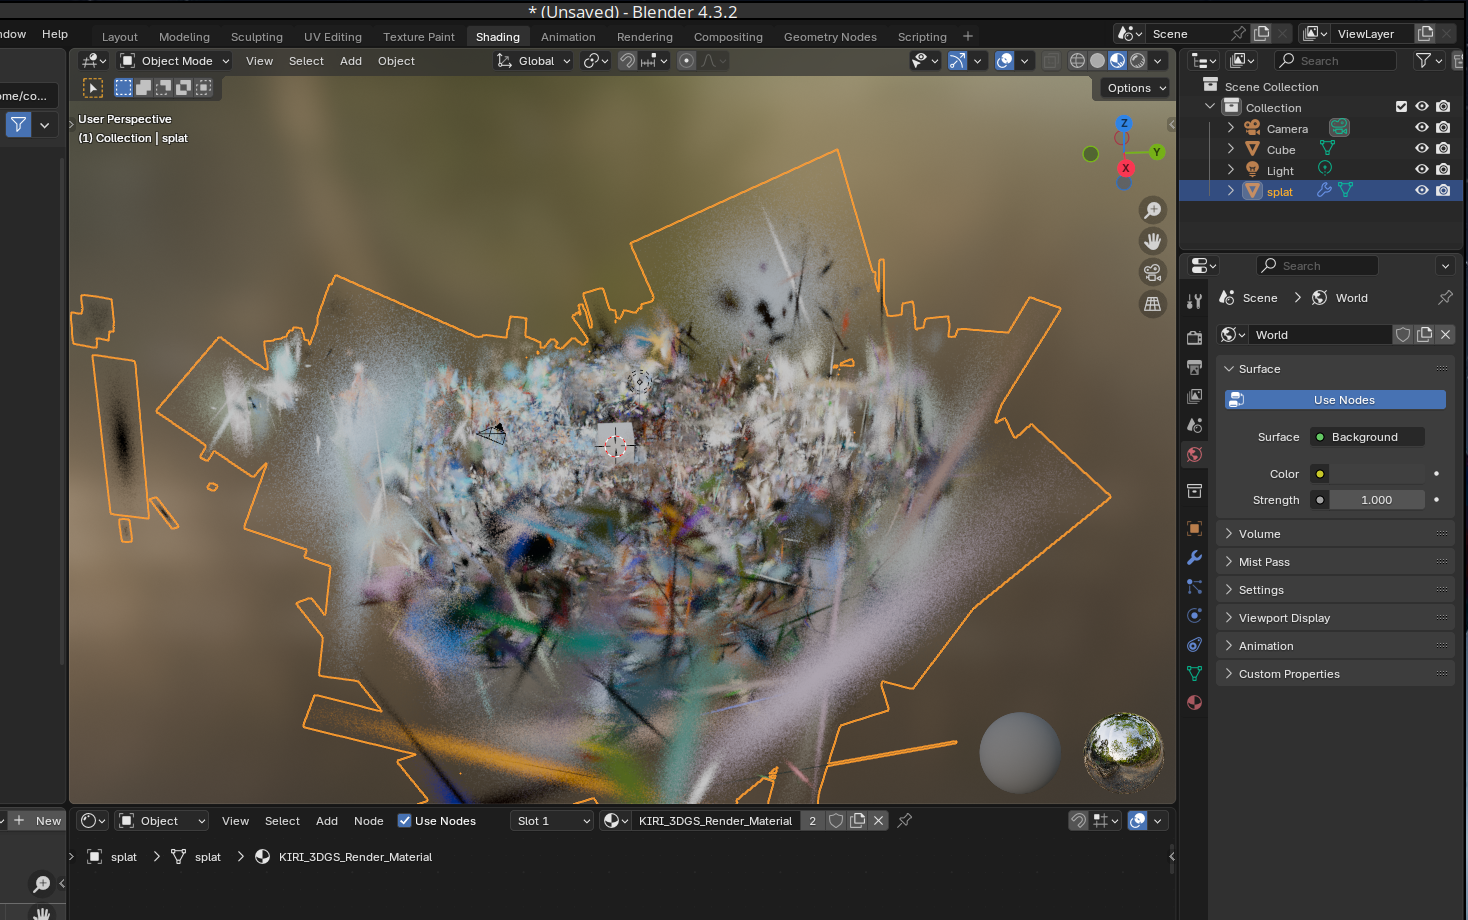 * (Unsaved) - Blender 4.3.2
ndow Help
Layout Modeling Sculpting UV Editing Texture Paint Shading Animation Rendering Compositing Geometry Nodes Scripting +
Scene
ViewLayer
Object Mode View Select Add Object
Global
Search
Options
ome/co...
User Perspective
(1) Collection | splat
Z
Y
X
Scene Collection
Collection
Camera
Cube
Light
splat
Search
Scene > World
World
Surface
Use Nodes
Surface Background
Color
Strength 1.000
Volume
Mist Pass
Settings
Viewport Display
Animation
Custom Properties
+ New
Object View Select Add Node Use Nodes Slot 1 KIRI_3DGS_Render_Material 2
splat > splat > KIRI_3DGS_Render_Material